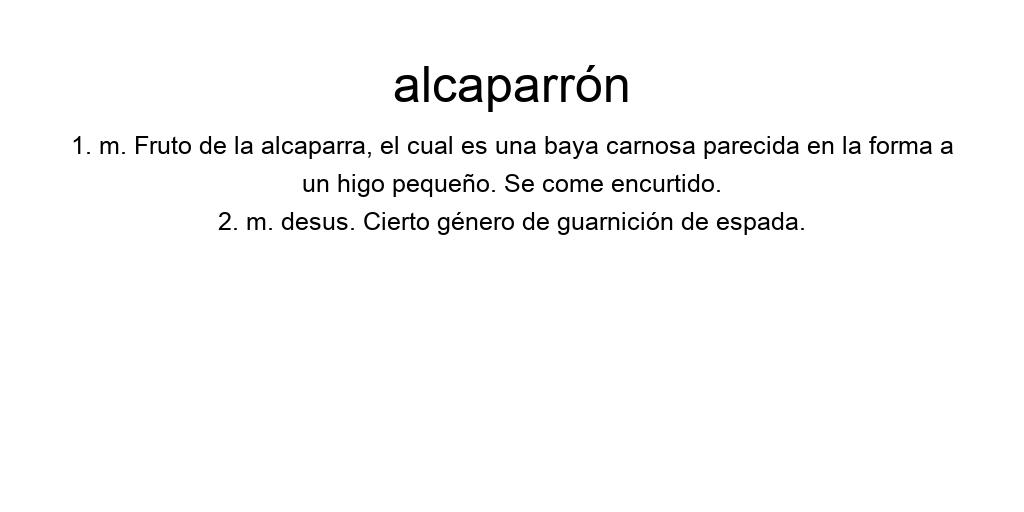 alcaparrón
1. m. Fruto de la alcaparra, el cual es una baya carnosa parecida en la forma a
un higo pequeño. Se come encurtido.
2. m. desus. Cierto género de guarnición de espada.